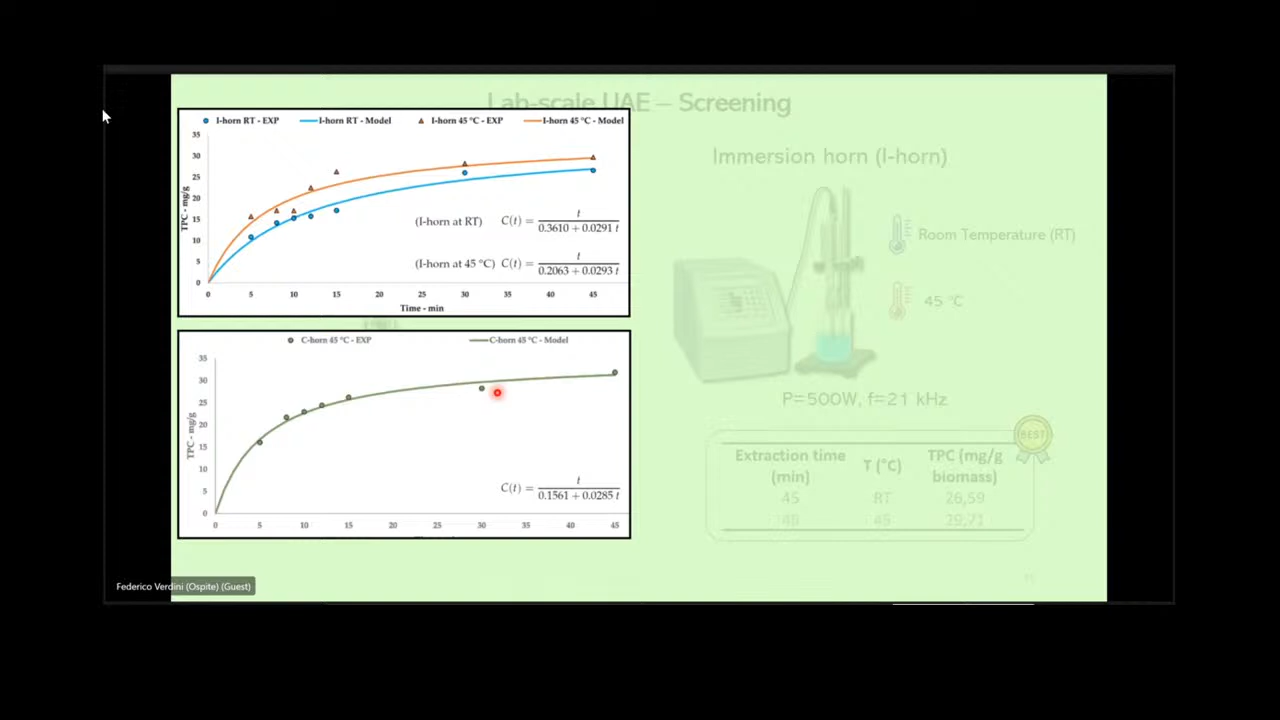 Lab-scale UAE – Screening
I-horn RT - EXP
I-horn RT - Model
I-horn 45 °C - EXP
I-horn 45 °C - Model
35
30
25
20
15
10
5
0
TPC - mg/g
(I-horn at RT) C(t) = t / 0.3610 + 0.0291 t
(I-horn at 45 °C) C(t) = t / 0.2063 + 0.0293 t
0 5 10 15 20 25 30 35 40 45
Time - min
C-horn 45 °C - EXP
C-horn 45 °C - Model
35
30
25
20
15
10
5
0
TPC - mg/g
C(t) = t / 0.1561 + 0.0285 t
0 5 10 15 20 25 30 35 40 45
Immersion horn (I-horn)
Room Temperature (RT)
45 °C
P=500W, f=21 kHz
BEST
Extraction time (min) T (°C) TPC (mg/g biomass)
45 RT 26,59
45 29,71
Federico Verdini (Ospite) (Guest)